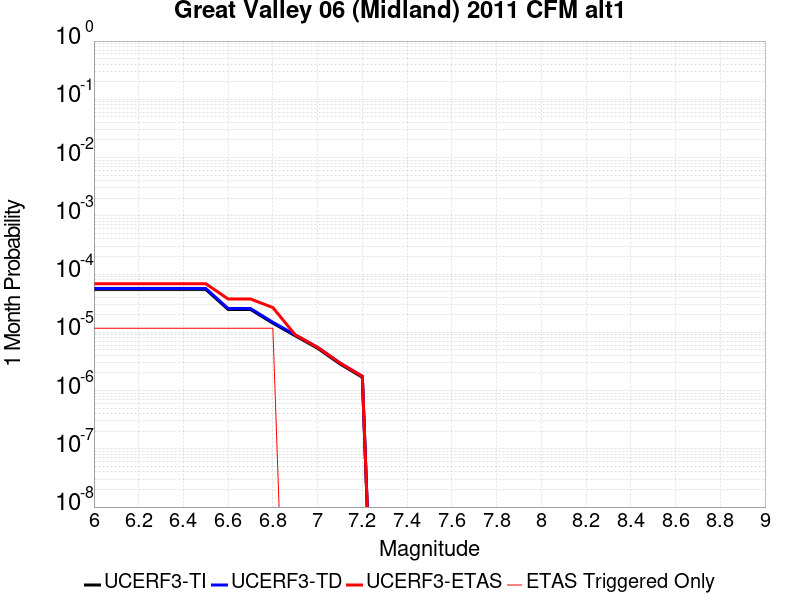 Great Valley 06 (Midland) 2011 CFM alt1
1 Month Probability
10^0
10^-1
10^-2
10^-3
10^-4
10^-5
10^-6
10^-7
10^-8
6 6.2 6.4 6.6 6.8 7 7.2 7.4 7.6 7.8 8 8.2 8.4 8.6 8.8 9
Magnitude
UCERF3-TI UCERF3-TD UCERF3-ETAS ETAS Triggered Only